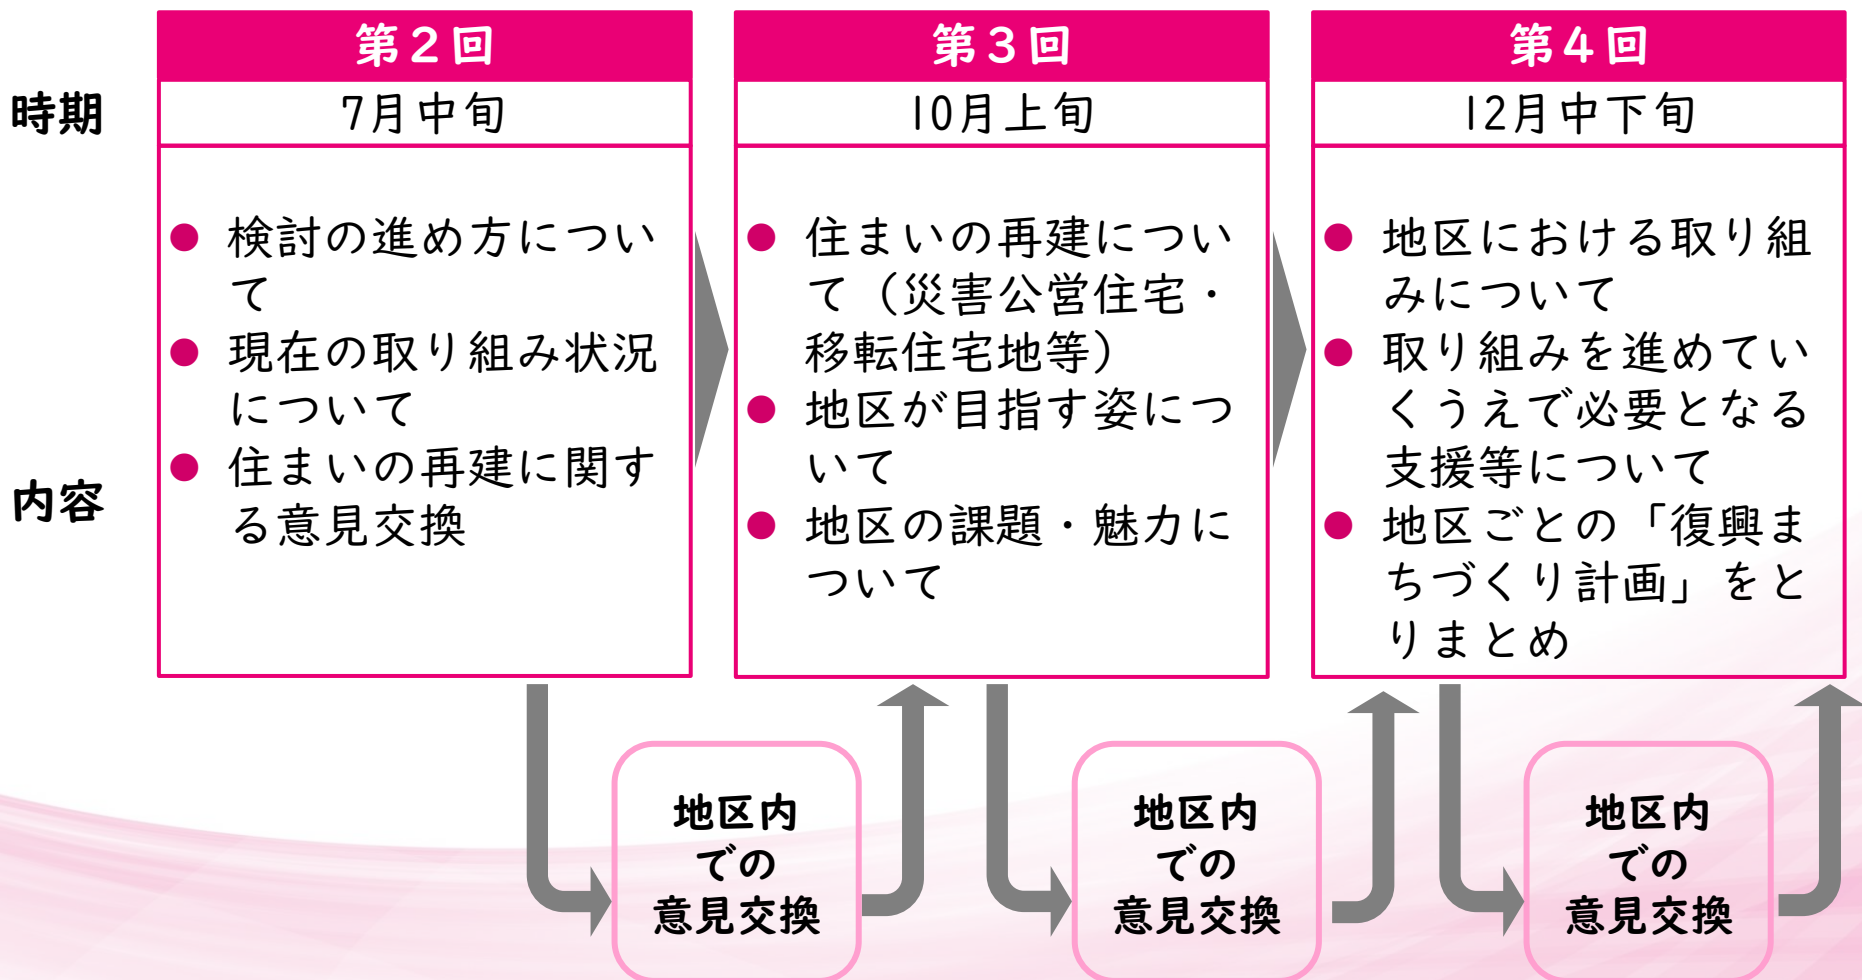 時期
内容
第2回
7月中旬
● 検討の進め方につい
て
● 現在の取り組み状況
について
● 住まいの再建に関す
る意見交換
第3回
10月上旬
● 住まいの再建につい
て（災害公営住宅・
移転住宅地等）
● 地区が目指す姿につ
いて
● 地区の課題・魅力に
ついて
第4回
12月中下旬
● 地区における取り組
みについて
● 取り組みを進めてい
くうえで必要となる
支援等について
● 地区ごとの「復興ま
ちづくり計画」をと
りまとめ
地区内
での
意見交換
地区内
での
意見交換
地区内
での
意見交換